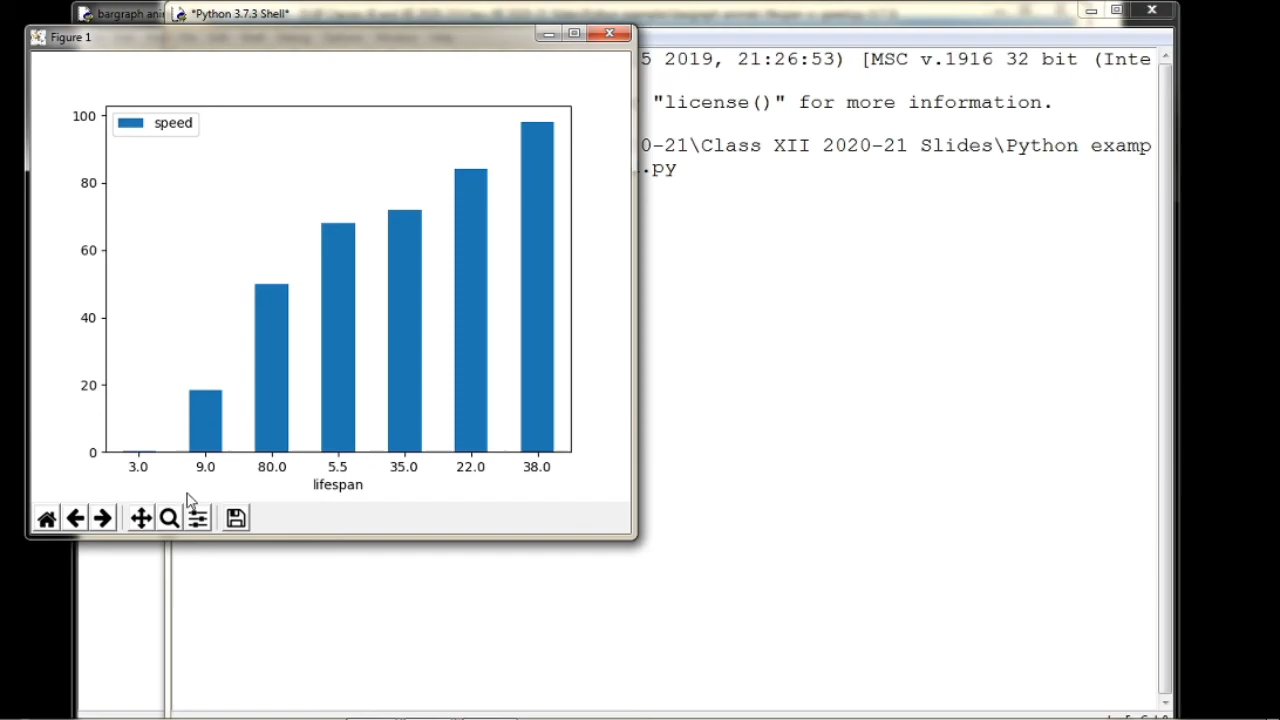 bargraph ani
*Python 3.7.3 Shell*
Figure 1
5 2019, 21:26:53) [MSC v.1916 32 bit (Inte
"license()" for more information.
0-21\Class XII 2020-21 Slides\Python examp
.py
speed
100
80
60
40
20
0
3.0 9.0 80.0 5.5 35.0 22.0 38.0
lifespan